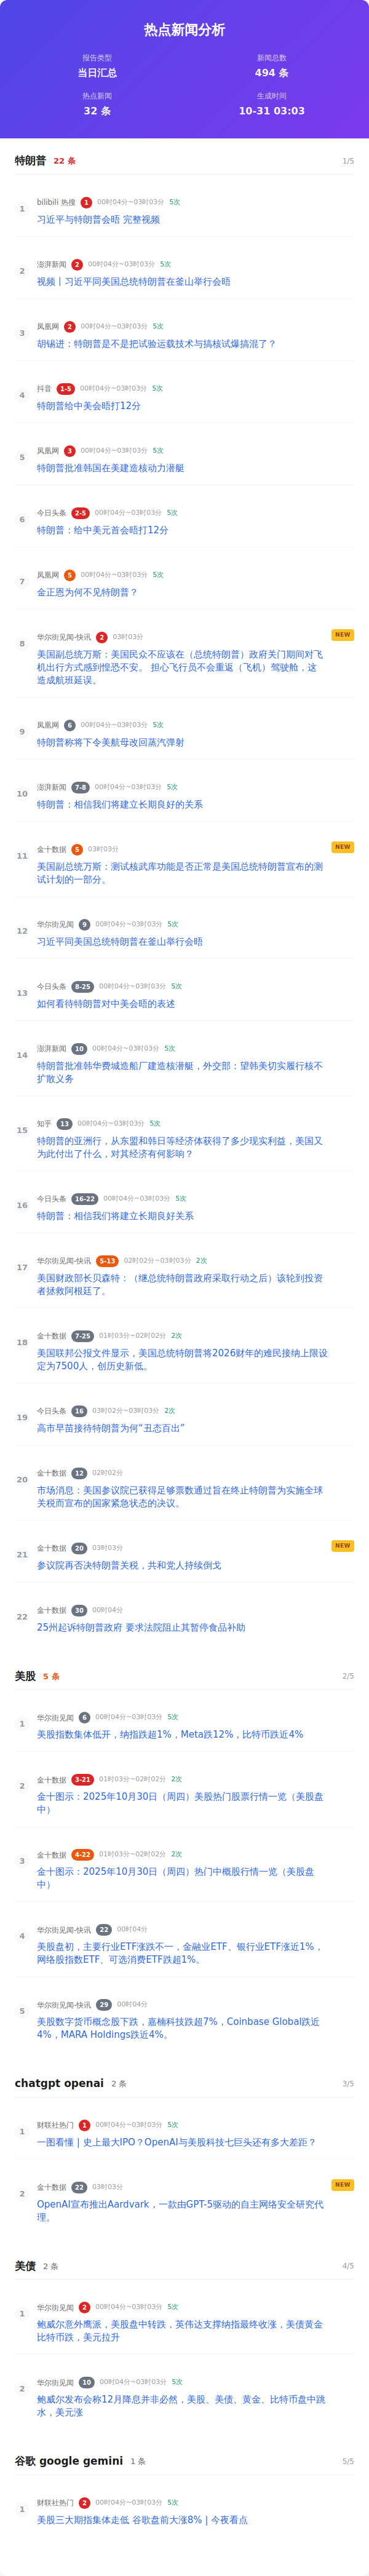 热点新闻分析
报告类型
当日汇总
新闻总数
494 条
热点新闻
32 条
生成时间
10-31 03:03
特朗普 22 条 1/5
1
bilibili 热搜 1 00时04分~03时03分 5次
习近平与特朗普会晤 完整视频
2
澎湃新闻 2 00时04分~03时03分 5次
视频丨习近平同美国总统特朗普在釜山举行会晤
3
凤凰网 2 00时04分~03时03分 5次
胡锡进：特朗普是不是把试验运载技术与搞核试爆搞混了？
4
抖音 1-5 00时04分~03时03分 5次
特朗普给中美会晤打12分
5
凤凰网 3 00时04分~03时03分 5次
特朗普批准韩国在美建造核动力潜艇
6
今日头条 2-5 00时04分~03时03分 5次
特朗普：给中美元首会晤打12分
7
凤凰网 5 00时04分~03时03分 5次
金正恩为何不见特朗普？
8
华尔街见闻-快讯 2 03时03分 NEW
美国副总统万斯：美国民众不应该在（总统特朗普）政府关门期间对飞
机出行方式感到惶恐不安。 担心飞行员不会重返（飞机）驾驶舱，这
造成航班延误。
9
凤凰网 6 00时04分~03时03分 5次
特朗普称将下令美航母改回蒸汽弹射
10
澎湃新闻 7-8 00时04分~03时03分 5次
特朗普：相信我们将建立长期良好的关系
11
金十数据 5 03时03分 NEW
美国副总统万斯：测试核武库功能是否正常是美国总统特朗普宣布的测
试计划的一部分。
12
华尔街见闻 9 00时04分~03时03分 5次
习近平同美国总统特朗普在釜山举行会晤
13
今日头条 8-25 00时04分~03时03分 5次
如何看待特朗普对中美会晤的表述
14
澎湃新闻 10 00时04分~03时03分 5次
特朗普批准韩华费城造船厂建造核潜艇，外交部：望韩美切实履行核不
扩散义务
15
知乎 13 00时04分~03时03分 5次
特朗普的亚洲行，从东盟和韩日等经济体获得了多少现实利益，美国又
为此付出了什么，对其经济有何影响？
16
今日头条 16-22 00时04分~03时03分 5次
特朗普：相信我们将建立长期良好关系
17
华尔街见闻-快讯 5-13 02时02分~03时03分 2次
美国财政部长贝森特：（继总统特朗普政府采取行动之后）该轮到投资
者拯救阿根廷了。
18
金十数据 7-25 01时03分~02时02分 2次
美国联邦公报文件显示，美国总统特朗普将2026财年的难民接纳上限设
定为7500人，创历史新低。
19
今日头条 16 03时02分~03时03分 2次
高市早苗接待特朗普为何“丑态百出”
20
金十数据 12 02时02分
市场消息：美国参议院已获得足够票数通过旨在终止特朗普为实施全球
关税而宣布的国家紧急状态的决议。
21
金十数据 20 03时03分 NEW
参议院再否决特朗普关税，共和党人持续倒戈
22
金十数据 30 00时04分
25州起诉特朗普政府 要求法院阻止其暂停食品补助
美股 5 条 2/5
1
华尔街见闻 6 00时04分~03时03分 5次
美股指数集体低开，纳指跌超1%，Meta跌12%，比特币跌近4%
2
金十数据 3-21 01时03分~02时02分 2次
金十图示：2025年10月30日（周四）美股热门股票行情一览（美股盘
中）
3
金十数据 4-22 01时03分~02时02分 2次
金十图示：2025年10月30日（周四）热门中概股行情一览（美股盘
中）
4
华尔街见闻-快讯 22 00时04分
美股盘初，主要行业ETF涨跌不一，金融业ETF、银行业ETF涨近1%，
网络股指数ETF、可选消费ETF跌超1%。
5
华尔街见闻-快讯 29 00时04分
美股数字货币概念股下跌，嘉楠科技跌超7%，Coinbase Global跌近
4%，MARA Holdings跌近4%。
chatgpt openai 2 条 3/5
1
财联社热门 1 00时04分~03时03分 5次
一图看懂 | 史上最大IPO？OpenAI与美股科技七巨头还有多大差距？
2
金十数据 22 03时03分 NEW
OpenAI宣布推出Aardvark，一款由GPT-5驱动的自主网络安全研究代
理。
美债 2 条 4/5
1
华尔街见闻 2 00时04分~03时03分 5次
鲍威尔意外鹰派，美股盘中转跌，英伟达支撑纳指最终收涨，美债黄金
比特币跌，美元拉升
2
华尔街见闻 10 00时04分~03时03分 5次
鲍威尔发布会称12月降息并非必然，美股、美债、黄金、比特币盘中跳
水，美元涨
谷歌 google gemini 1 条 5/5
1
财联社热门 2 00时04分~03时03分 5次
美股三大期指集体走低 谷歌盘前大涨8% | 今夜看点